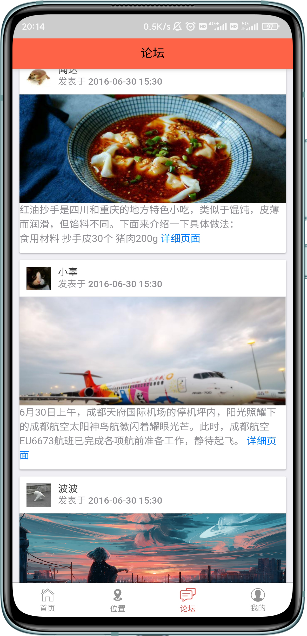 20:14
0.5K/s
论坛
发表于 2016-06-30 15:30
红油抄手是四川和重庆的地方特色小吃，类似于馄饨，皮薄
而润滑，但馅料不同。下面来介绍一下具体做法：
食用材料 抄手皮30个 猪肉200g 详细页面
小辜
发表于 2016-06-30 15:30
6月30日上午，成都天府国际机场的停机坪内，阳光照耀下
的成都航空太阳神鸟航徽闪着耀眼光芒。此时，成都航空
EU6673航班已完成各项航前准备工作，静待起飞。 详细页
面
波波
发表于 2016-06-30 15:30
首页
位置
论坛
我的